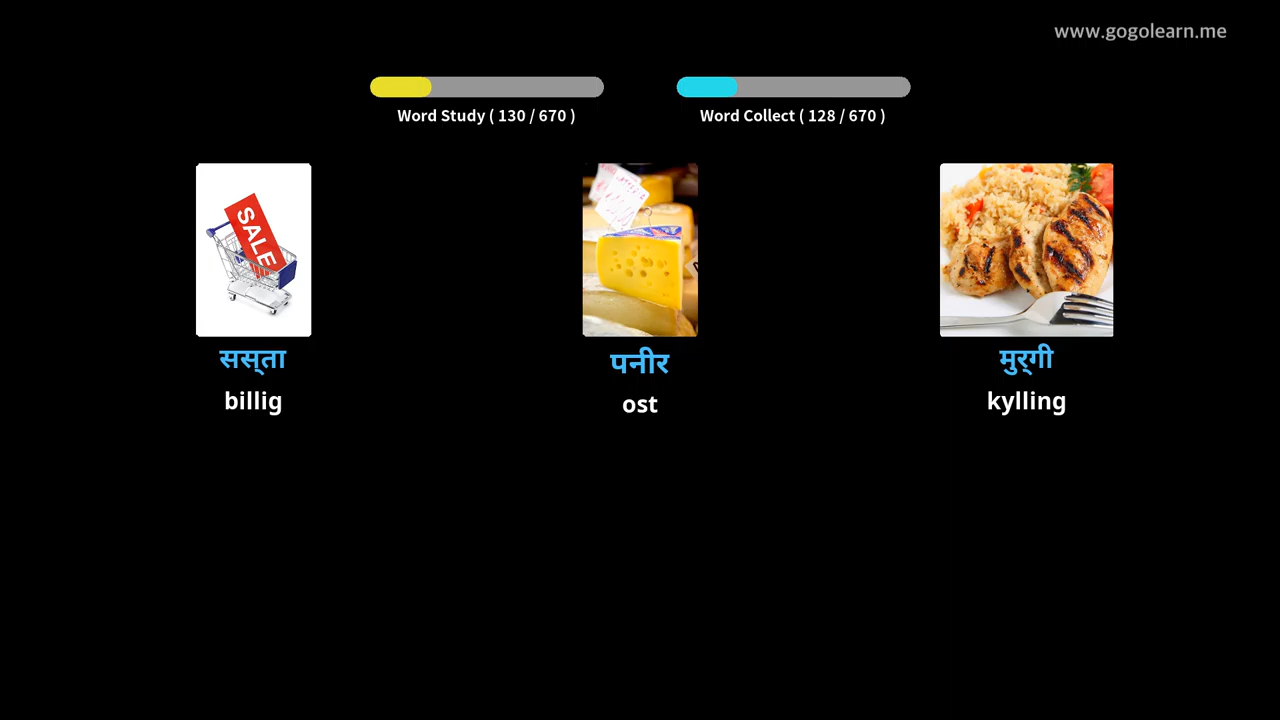 www.gogolearn.me
Word Study ( 130 / 670 )
Word Collect ( 128 / 670 )
SALE
सस्‌ता
पनीर
मुर्‌गी
billig
ost
kylling